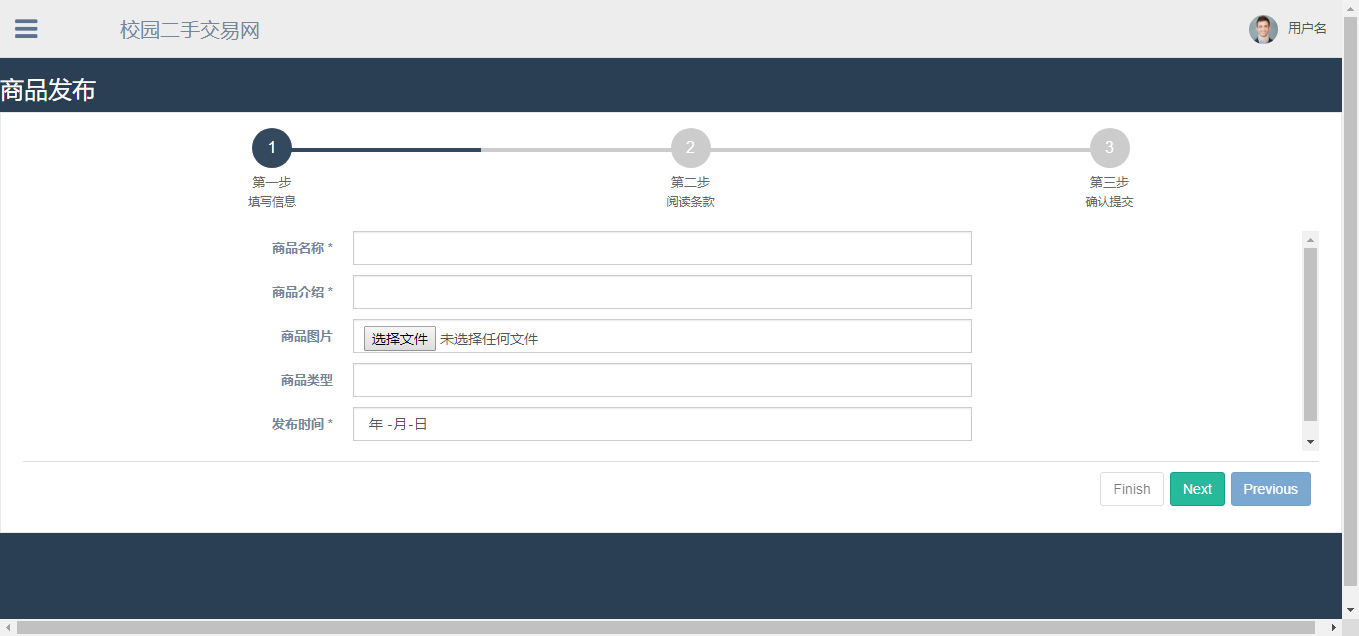 校园二手交易网
用户名
商品发布
1
2
3
第一步
第二步
第三步
填写信息
阅读条款
确认提交
商品名称 *
商品介绍 *
商品图片
选择文件 未选择任何文件
商品类型
发布时间 *
年 -月-日
Finish
Next
Previous